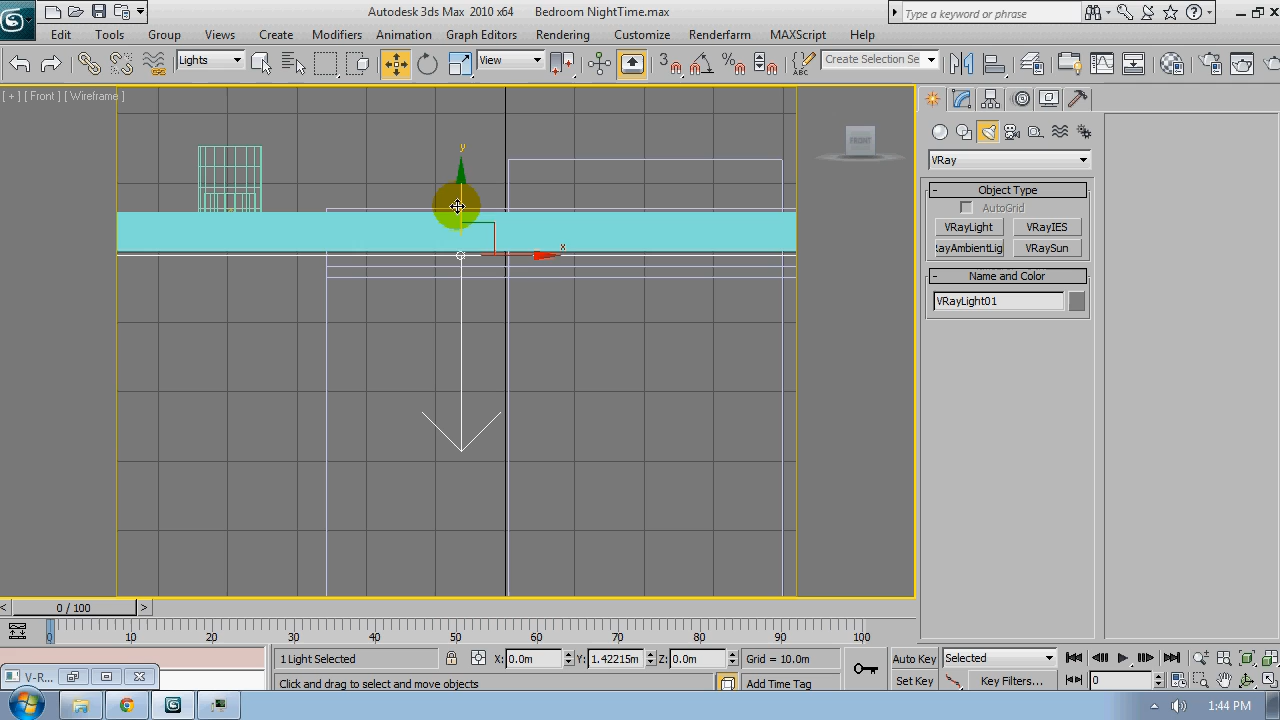 Autodesk 3ds Max 2010 x64 Bedroom NightTime.max
Type a keyword or phrase
Edit Tools Group Views Create Modifiers Animation Graph Editors Rendering Customize Renderfarm MAXScript Help
Lights View 3 ABC Create Selection Se
[ + ] [ Front ] [ Wireframe ]
FRONT
y
x
VRay
- Object Type
AutoGrid
VRayLight VRayIES
RayAmbientLig VRaySun
- Name and Color
VRayLight01
< 0 / 100 >
0 10 20 30 40 50 60 70 80 90 100
1 Light Selected X: 0.0m Y: 1.42215m Z: 0.0m Grid = 10.0m Auto Key Selected
V-R... Click and drag to select and move objects Add Time Tag Set Key Key Filters... 0
1:44 PM